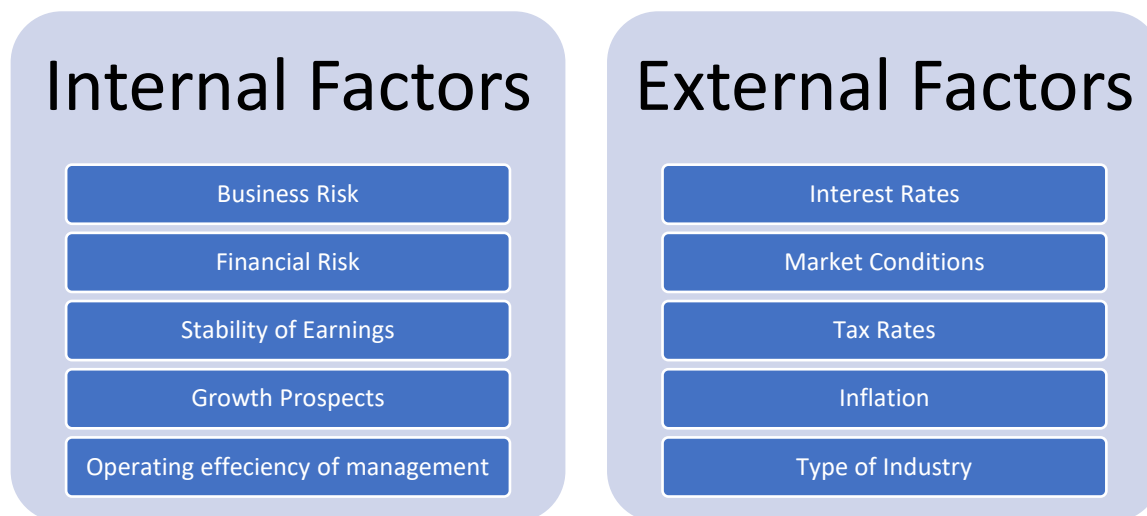 Internal Factors
Business Risk
Financial Risk
Stability of Earnings
Growth Prospects
Operating effeciency of management
External Factors
Interest Rates
Market Conditions
Tax Rates
Inflation
Type of Industry